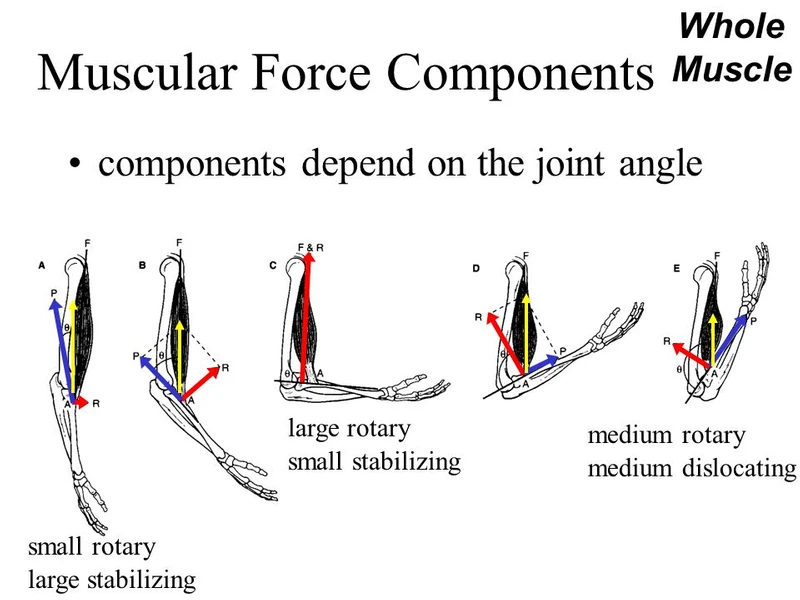 Whole
Muscle
Muscular Force Components
• components depend on the joint angle
A
F
P
θ
A
R
B
F
P
θ
R
A
C
F & R
θ
A
D
F
R
θ
P
A
E
F
P
R
θ
A
large rotary
small stabilizing
medium rotary
medium dislocating
small rotary
large stabilizing